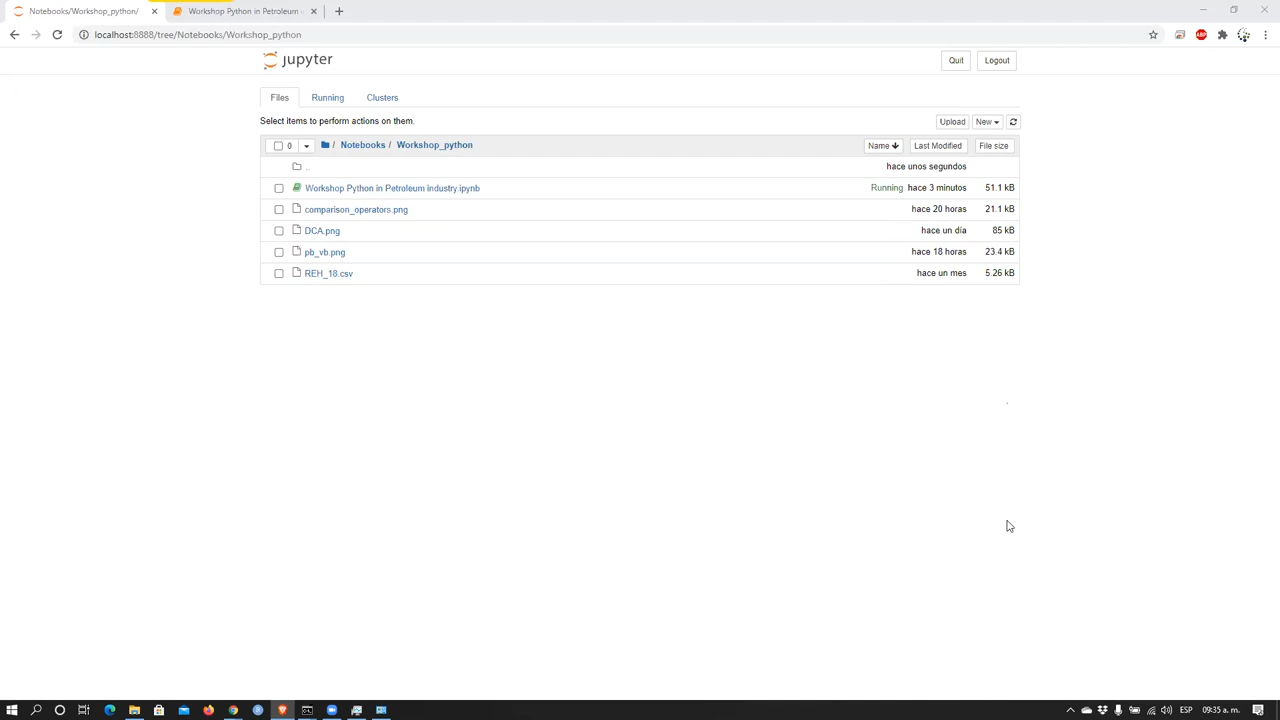 Notebooks/Workshop_python/
Workshop Python in Petroleum i
localhost:8888/tree/Notebooks/Workshop_python
ABP
jupyter
Quit
Logout
Files
Running
Clusters
Select items to perform actions on them.
Upload
New
0
/ Notebooks / Workshop_python
Name
Last Modified
File size
..
hace unos segundos
Workshop Python in Petroleum industry.ipynb
Running hace 3 minutos
51.1 kB
comparison_operators.png
hace 20 horas
21.1 kB
DCA.png
hace un día
85 kB
pb_vb.png
hace 18 horas
23.4 kB
REH_18.csv
hace un mes
5.26 kB
ESP
09:35 a. m.